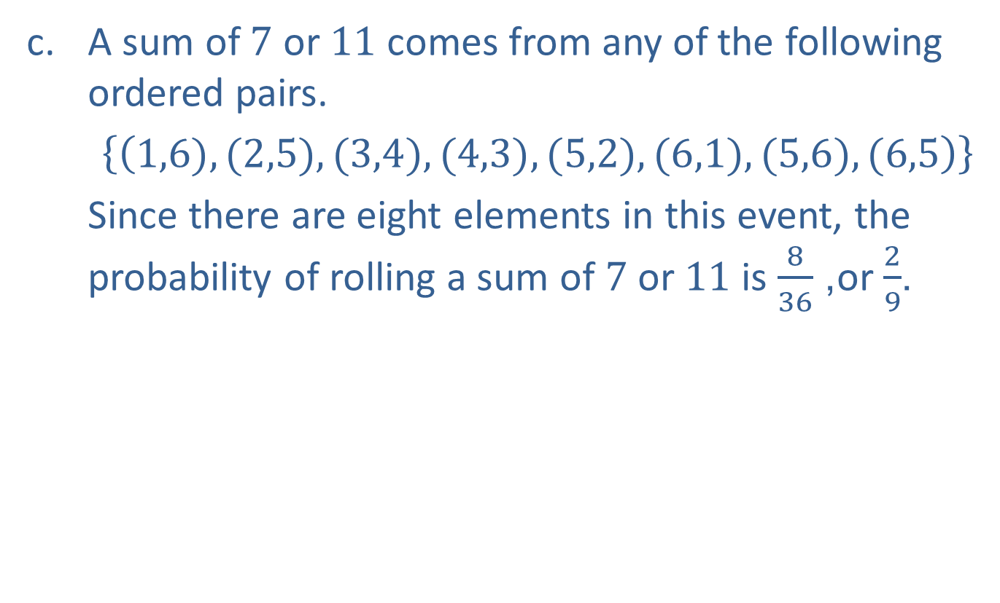 c. A sum of 7 or 11 comes from any of the following
ordered pairs.
{(1,6), (2,5), (3,4), (4,3), (5,2), (6,1), (5,6), (6,5)}
Since there are eight elements in this event, the
probability of rolling a sum of 7 or 11 is 8/36 ,or 2/9.